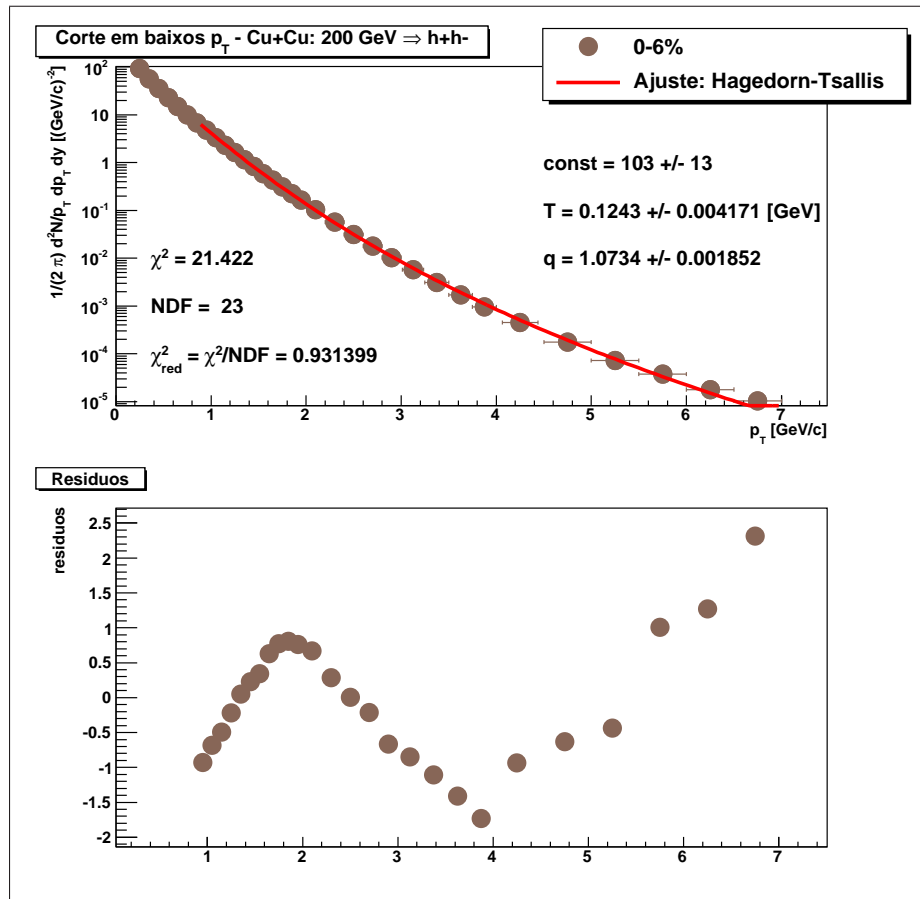 Corte em baixos p_T - Cu+Cu: 200 GeV ⇒ h+h-
0-6%
Ajuste: Hagedorn-Tsallis
1/(2 π) d²N/p_T dp_T dy [(GeV/c)⁻²]
10²
10
1
10⁻¹
10⁻²
10⁻³
10⁻⁴
10⁻⁵
const = 103 +/- 13
T = 0.1243 +/- 0.004171 [GeV]
q = 1.0734 +/- 0.001852
χ² = 21.422
NDF = 23
χ²_red = χ²/NDF = 0.931399
0 1 2 3 4 5 6 7
p_T [GeV/c]
Residuos
residuos
2.5
2
1.5
1
0.5
0
-0.5
-1
-1.5
-2
1 2 3 4 5 6 7